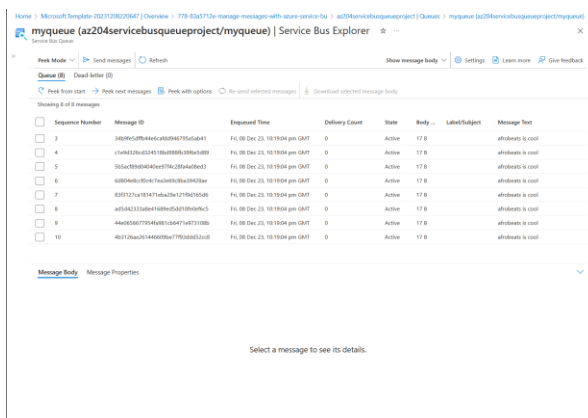 Home > Microsoft.Template-20231208220647 | Overview > 778-83a5712e-manage-messages-with-azure-service-bu > az204servicebusqueueproject | Queues > myqueue (az204servicebusqueueproject/myqueue)
myqueue (az204servicebusqueueproject/myqueue) | Service Bus Explorer
Service Bus Queue
Peek Mode Send messages Refresh Show message body Settings Learn more Give feedback
Queue (8) Dead-letter (0)
Peek from start Peek next messages Peek with options Re-send selected messages Download selected message body
Showing 8 of 8 messages
Sequence Number Message ID Enqueued Time Delivery Count State Body ... Label/Subject Message Text
3 Fri, 08 Dec 23, 10:19:04 pm GMT 0 Active 17 B afrobeats is cool
4 Fri, 08 Dec 23, 10:19:04 pm GMT 0 Active 17 B afrobeats is cool
5 Fri, 08 Dec 23, 10:19:04 pm GMT 0 Active 17 B afrobeats is cool
6 Fri, 08 Dec 23, 10:19:04 pm GMT 0 Active 17 B afrobeats is cool
7 Fri, 08 Dec 23, 10:19:04 pm GMT 0 Active 17 B afrobeats is cool
8 Fri, 08 Dec 23, 10:19:04 pm GMT 0 Active 17 B afrobeats is cool
9 Fri, 08 Dec 23, 10:19:04 pm GMT 0 Active 17 B afrobeats is cool
10 Fri, 08 Dec 23, 10:19:04 pm GMT 0 Active 17 B afrobeats is cool
Message Body Message Properties
Select a message to see its details.